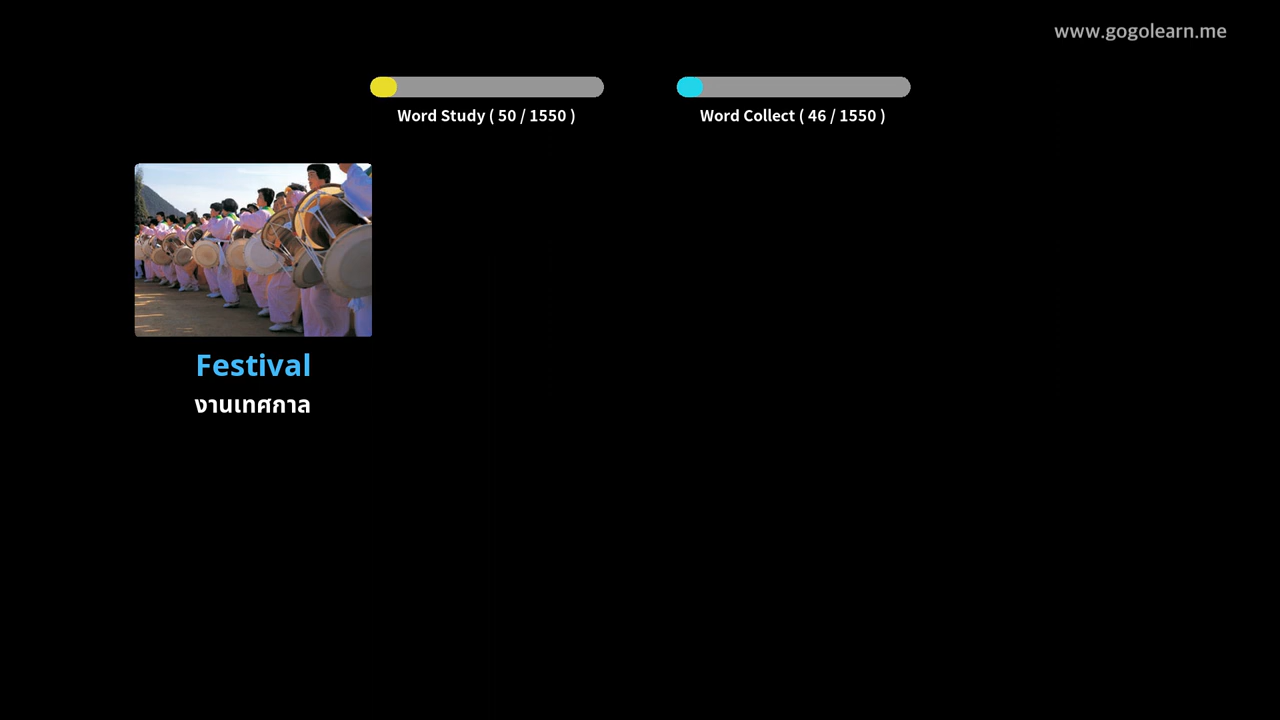 www.gogolearn.me
Word Study ( 50 / 1550 )
Word Collect ( 46 / 1550 )
Festival
งานเทศกาล